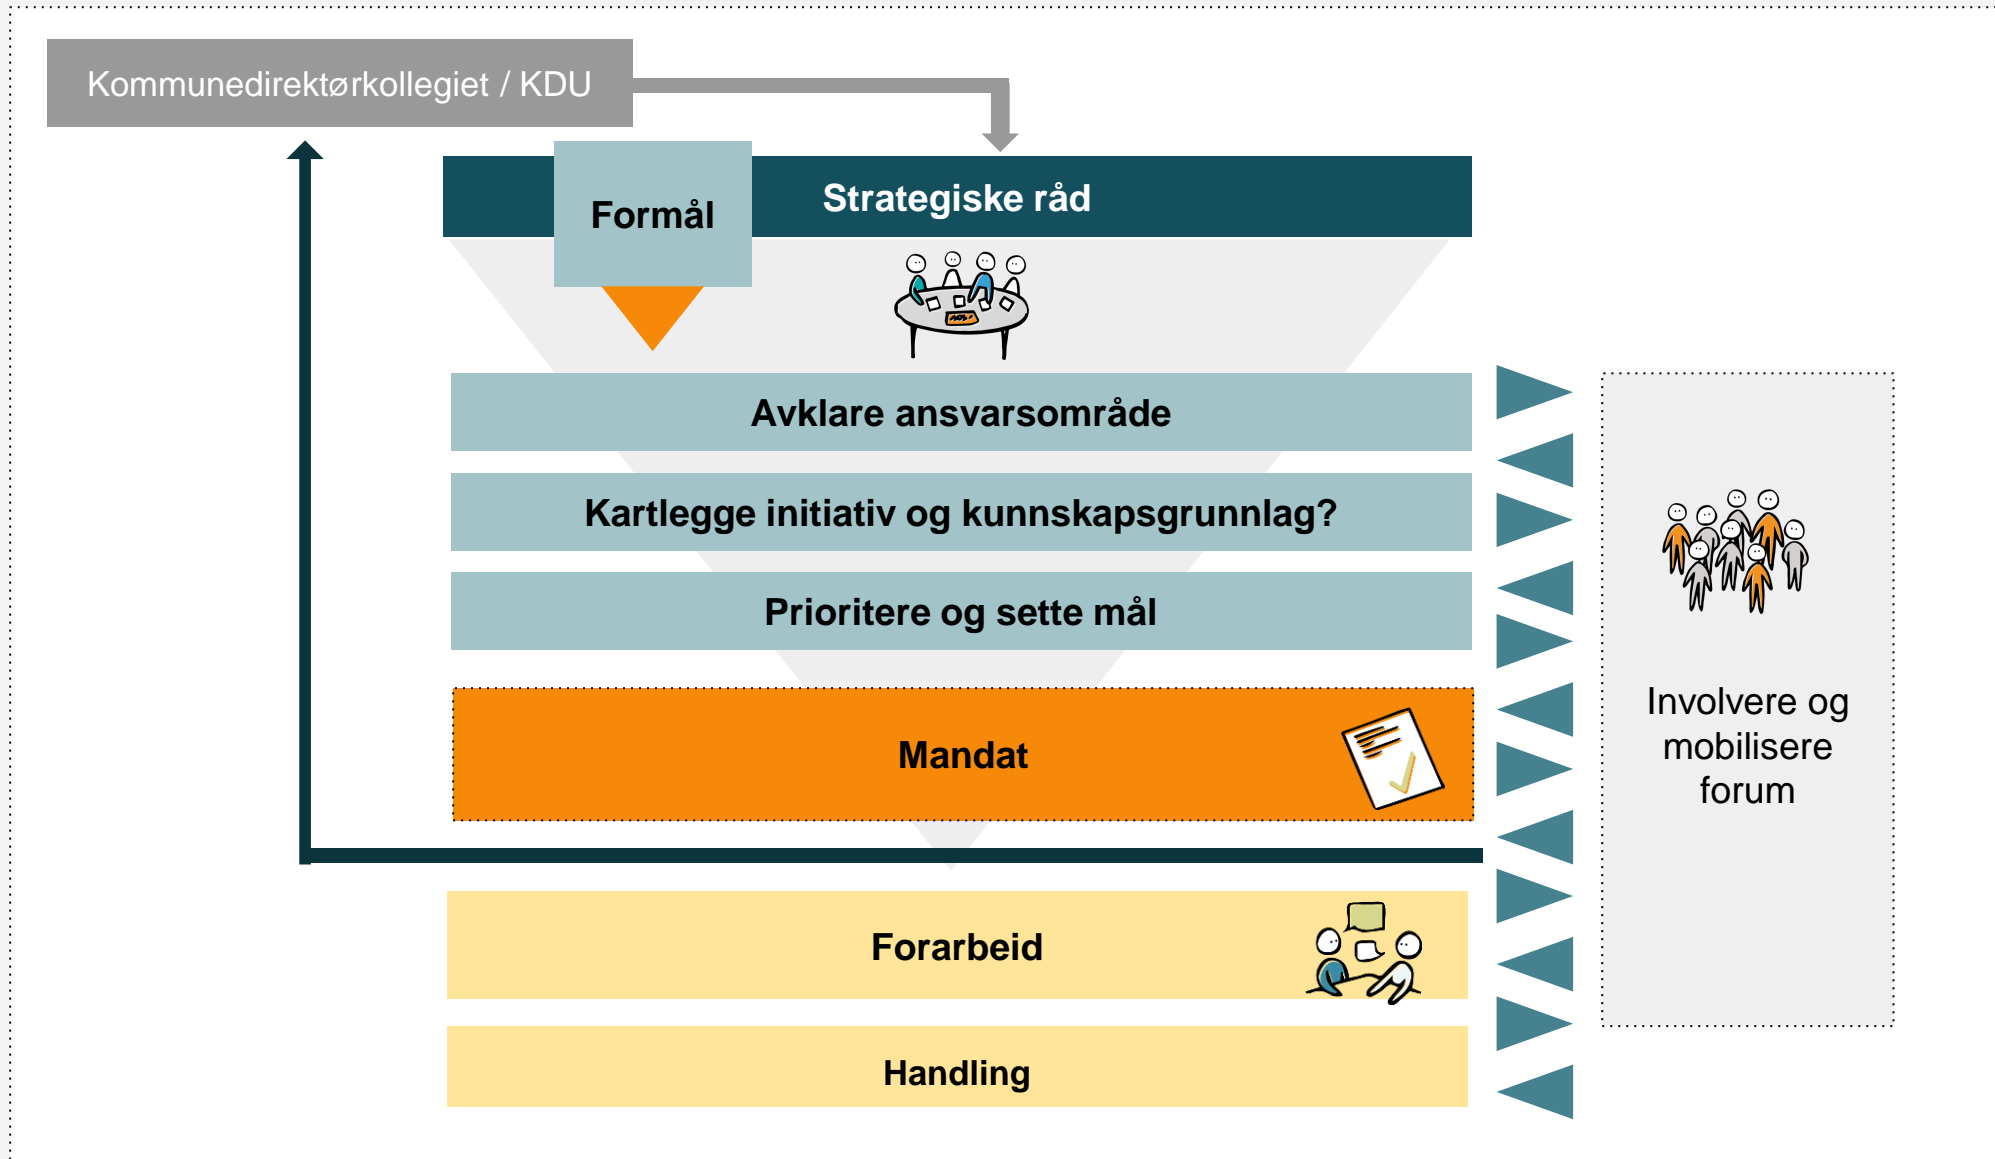 Kommunedirektørkollegiet / KDU
Strategiske råd
Formål
Avklare ansvarsområde
Kartlegge initiativ og kunnskapsgrunnlag?
Prioritere og sette mål
Mandat
Involvere og
mobilisere
forum
Forarbeid
Handling